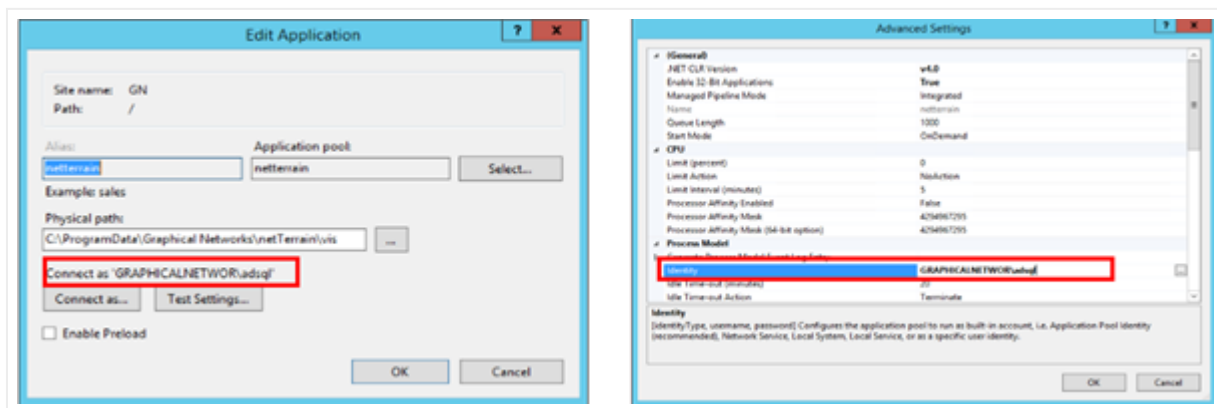 Edit Application
? x
Site name: GN
Path: /
Alias:
Application pool:
netterrain
netterrain
Select...
Example: sales
Physical path:
C:\ProgramData\Graphical Networks\netTerrain\vis
...
Connect as 'GRAPHICALNETWOR\adsql'
Connect as...
Test Settings...
Enable Preload
OK
Cancel
Advanced Settings
? x
(General)
.NET CLR Version v4.0
Enable 32-Bit Applications True
Managed Pipeline Mode Integrated
Name netterrain
Queue Length 1000
Start Mode OnDemand
CPU
Limit (percent) 0
Limit Action NoAction
Limit Interval (minutes) 5
Processor Affinity Enabled False
Processor Affinity Mask 4294967295
Processor Affinity Mask (64-bit option) 4294967295
Process Model
Generate Process Model Event Log Entry
Identity GRAPHICALNETWOR\adsql
Idle Time-out (minutes) 20
Idle Time-out Action Terminate
Identity
[identityType, username, password] Configures the application pool to run as built-in account, i.e. Application Pool Identity
(recommended), Network Service, Local System, Local Service, or as a specific user identity.
OK
Cancel